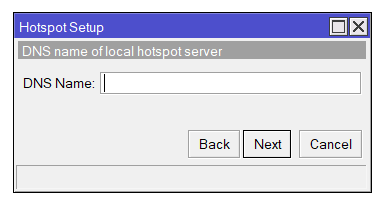 Hotspot Setup
DNS name of local hotspot server
DNS Name:
Back Next Cancel